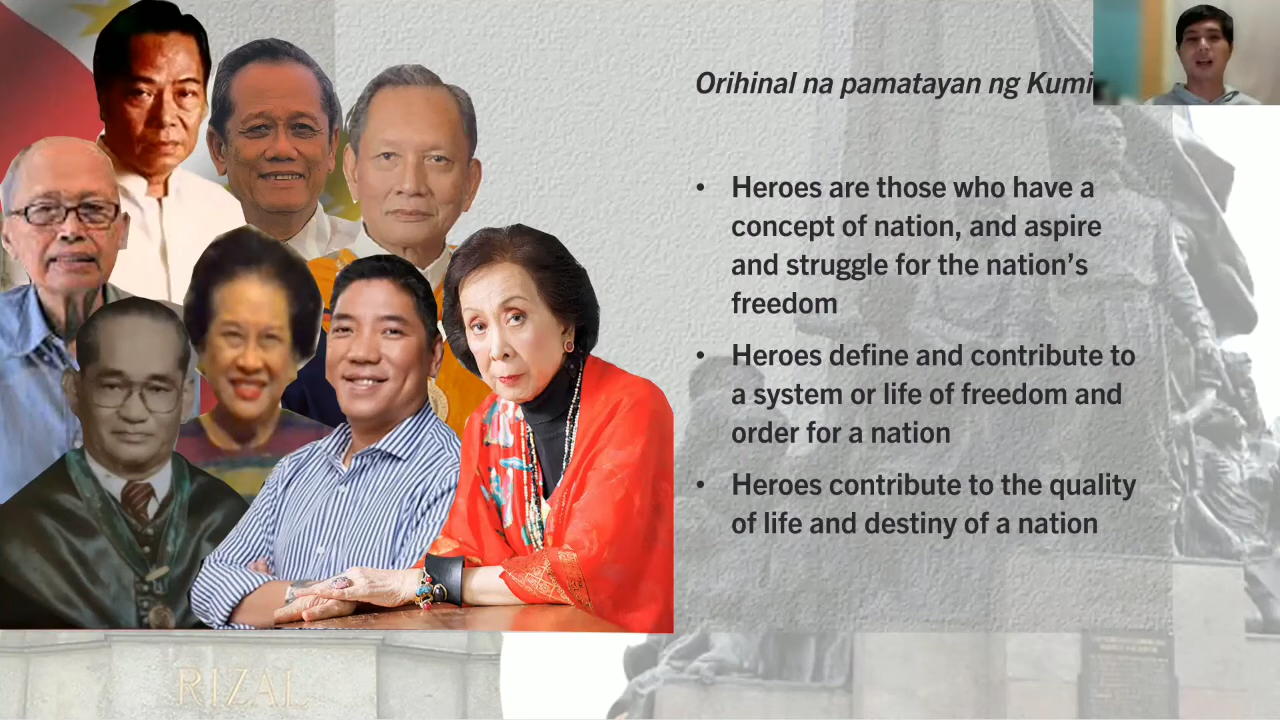 Orihinal na pamatayan ng Kumi
• Heroes are those who have a
concept of nation, and aspire
and struggle for the nation's
freedom
• Heroes define and contribute to
a system or life of freedom and
order for a nation
• Heroes contribute to the quality
of life and destiny of a nation
RIZAL